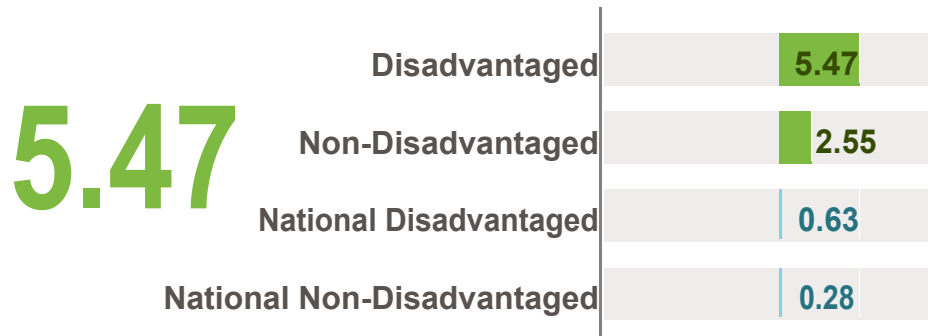 5.47
Disadvantaged 5.47
Non-Disadvantaged 2.55
National Disadvantaged 0.63
National Non-Disadvantaged 0.28